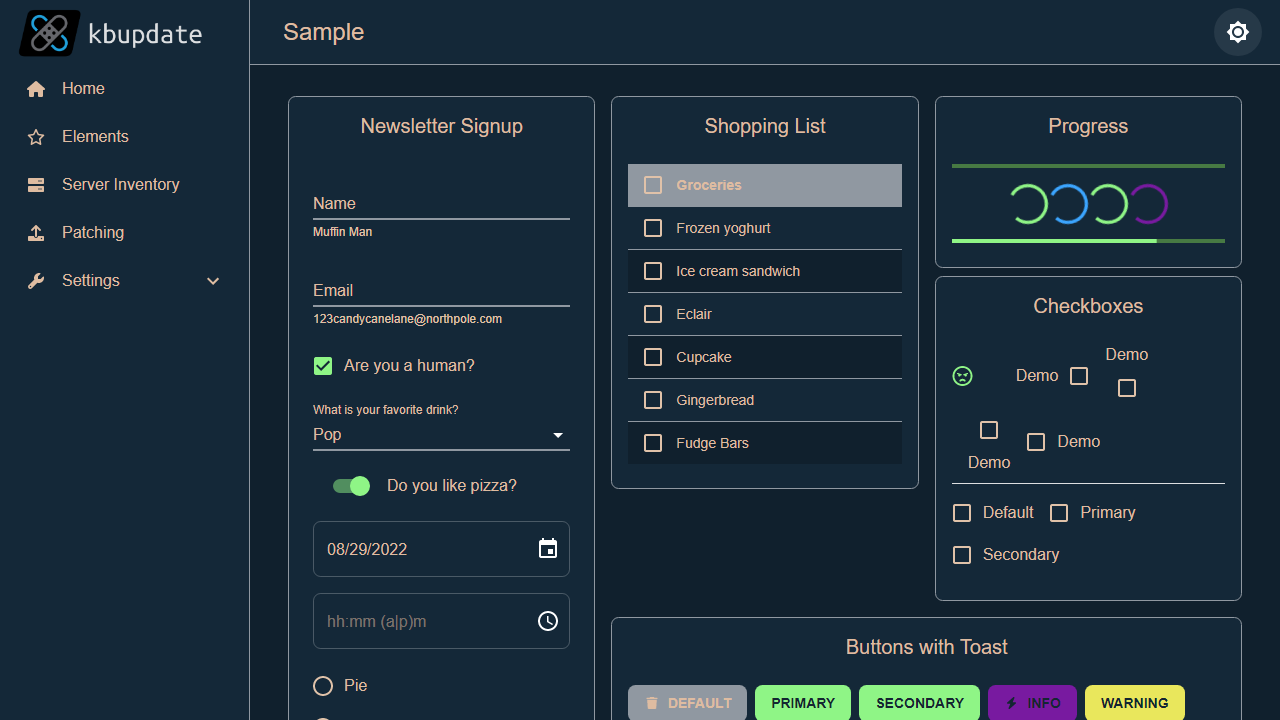 kbupdate
Home
Elements
Server Inventory
Patching
Settings
Sample
Newsletter Signup
Name
Muffin Man
Email
123candycanelane@northpole.com
Are you a human?
What is your favorite drink?
Pop
Do you like pizza?
08/29/2022
hh:mm (a|p)m
Pie
Shopping List
Groceries
Frozen yoghurt
Ice cream sandwich
Eclair
Cupcake
Gingerbread
Fudge Bars
Progress
Checkboxes
Demo
Demo
Demo
Demo
Default
Primary
Secondary
Buttons with Toast
DEFAULT
PRIMARY
SECONDARY
INFO
WARNING